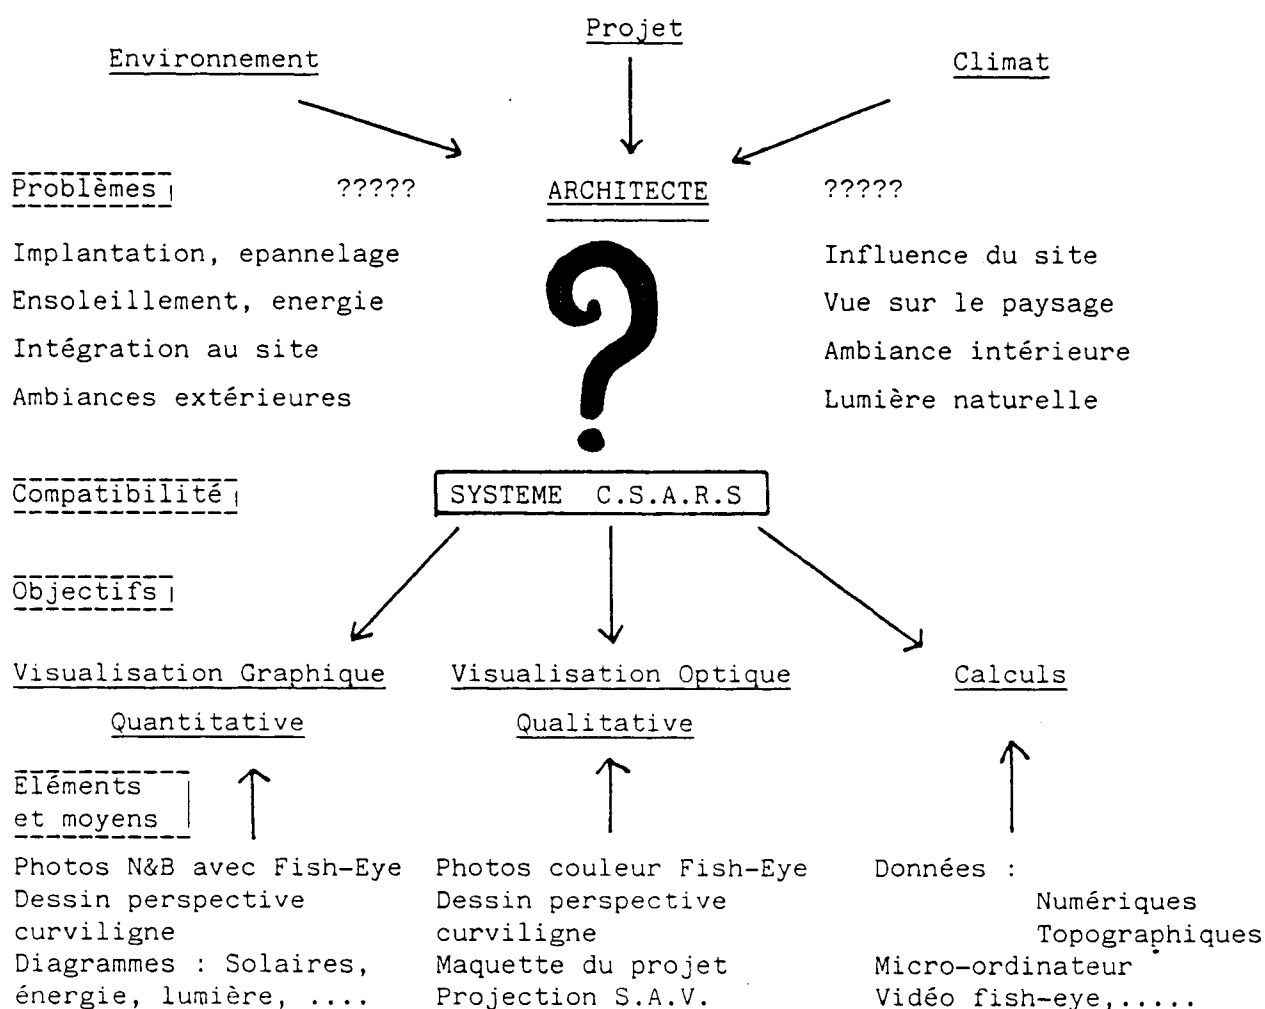 Projet
Environnement
Climat
Problèmes
?????
ARCHITECTE
?????
Implantation, epannelage
Influence du site
Ensoleillement, energie
Vue sur le paysage
Intégration au site
Ambiance intérieure
Ambiances extérieures
Lumière naturelle
?
Compatibilité
SYSTEME C.S.A.R.S
Objectifs
Visualisation Graphique
Quantitative
Visualisation Optique
Qualitative
Calculs
Eléments
et moyens
Photos N&B avec Fish-Eye
Dessin perspective
curviligne
Diagrammes : Solaires,
énergie, lumière, ....
Photos couleur Fish-Eye
Dessin perspective
curviligne
Maquette du projet
Projection S.A.V.
Données :
Numériques
Topographiques
Micro-ordinateur
Vidéo fish-eye,.....